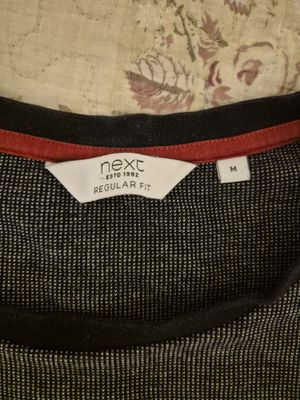 next
ESTD 1982
REGULAR FIT
M